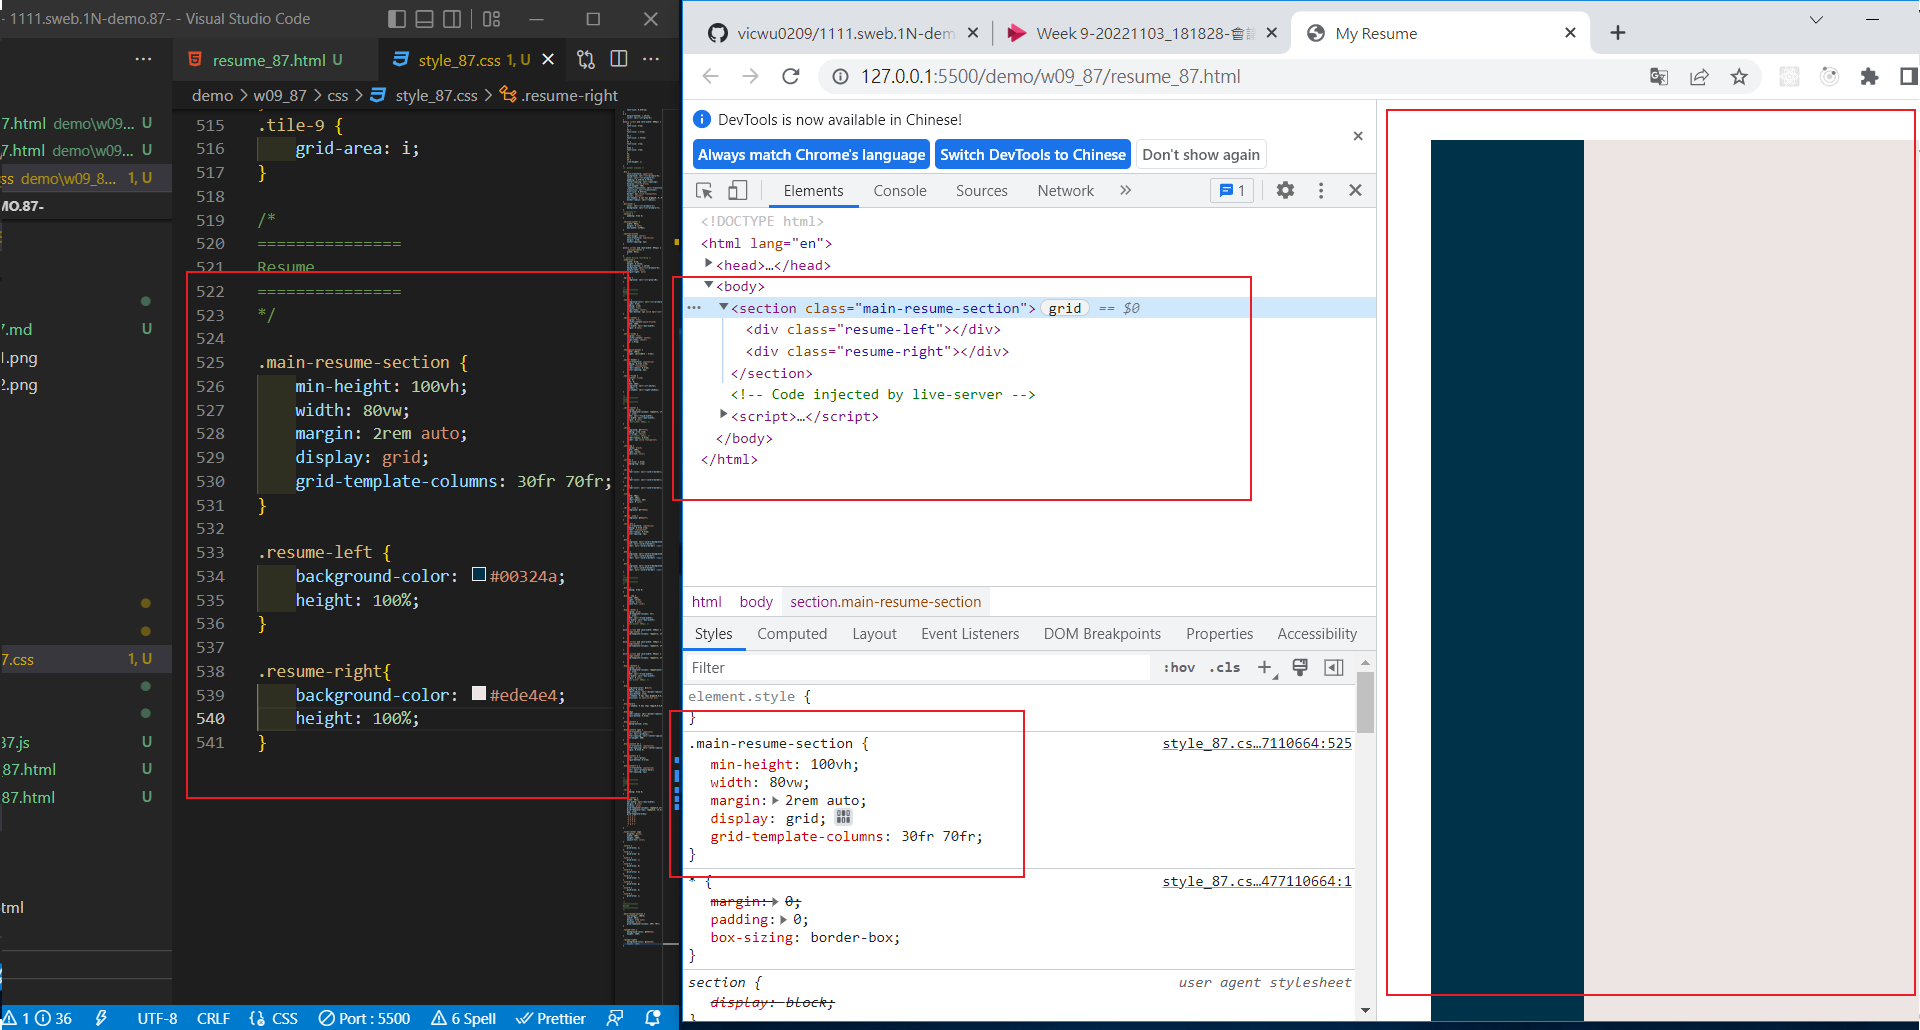 - 1111.sweb.1N-demo.87- - Visual Studio Code
resume_87.html U
style_87.css 1, U
demo > w09_87 > css > style_87.css > .resume-right
7.html demo\w09... U
7.html demo\w09... U
ss demo\w09_8... 1, U
MO.87-
7.md U
1.png
2.png
7.css 1, U
37.js U
_87.html U
87.html U
tml
515 .tile-9 {
516 grid-area: i;
517 }
518
519 /*
520 ===============
521 Resume
522 ===============
523 */
524
525 .main-resume-section {
526 min-height: 100vh;
527 width: 80vw;
528 margin: 2rem auto;
529 display: grid;
530 grid-template-columns: 30fr 70fr;
531 }
532
533 .resume-left {
534 background-color: #00324a;
535 height: 100%;
536 }
537
538 .resume-right{
539 background-color: #ede4e4;
540 height: 100%;
541 }
1 36 UTF-8 CRLF CSS Port : 5500 6 Spell Prettier
vicwu0209/1111.sweb.1N-dem
Week 9-20221103_181828-會
My Resume
127.0.0.1:5500/demo/w09_87/resume_87.html
DevTools is now available in Chinese!
Always match Chrome's language Switch DevTools to Chinese Don't show again
Elements Console Sources Network » 1
<!DOCTYPE html>
<html lang="en">
<head>…</head>
<body>
<section class="main-resume-section"> grid == $0
<div class="resume-left"></div>
<div class="resume-right"></div>
</section>
<!-- Code injected by live-server -->
<script>…</script>
</body>
</html>
html body section.main-resume-section
Styles Computed Layout Event Listeners DOM Breakpoints Properties Accessibility
Filter :hov .cls +
element.style {
}
.main-resume-section { style_87.cs…7110664:525
min-height: 100vh;
width: 80vw;
margin: 2rem auto;
display: grid;
grid-template-columns: 30fr 70fr;
}
* { style_87.cs…477110664:1
margin: 0;
padding: 0;
box-sizing: border-box;
}
section { user agent stylesheet
display: block;
}